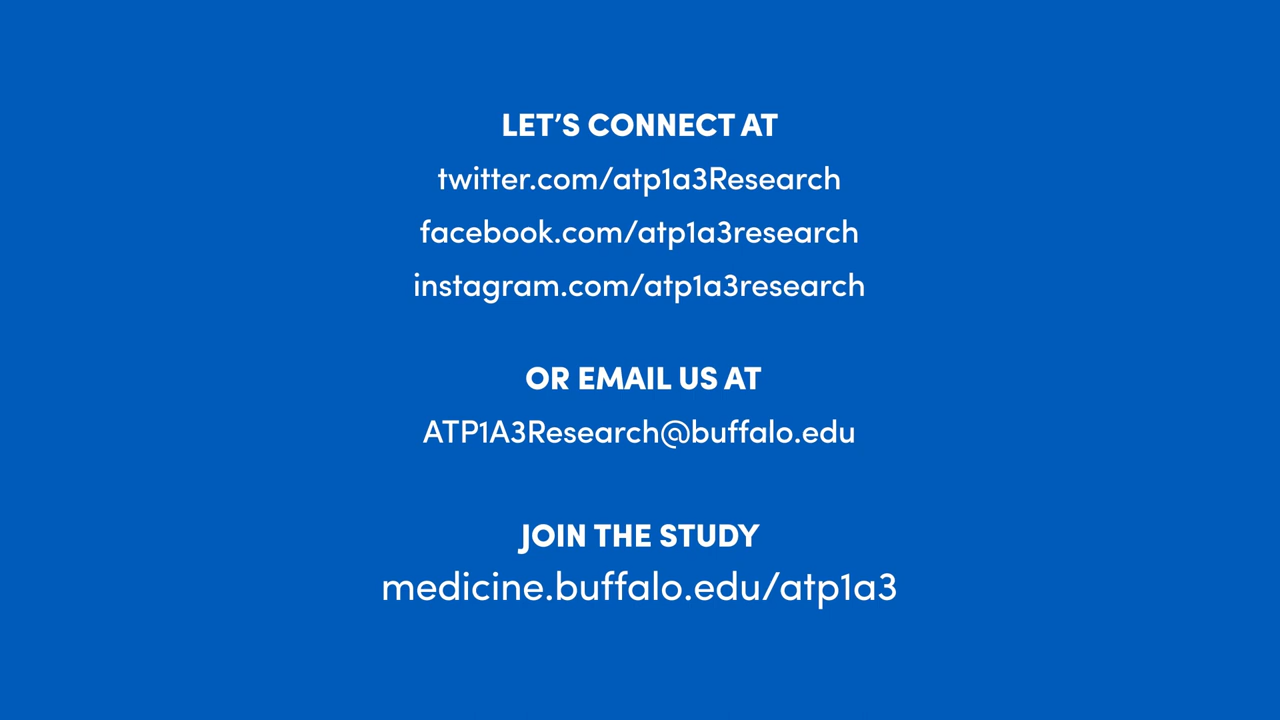 LET'S CONNECT AT
twitter.com/atp1a3Research
facebook.com/atp1a3research
instagram.com/atp1a3research
OR EMAIL US AT
ATP1A3Research@buffalo.edu
JOIN THE STUDY
medicine.buffalo.edu/atp1a3